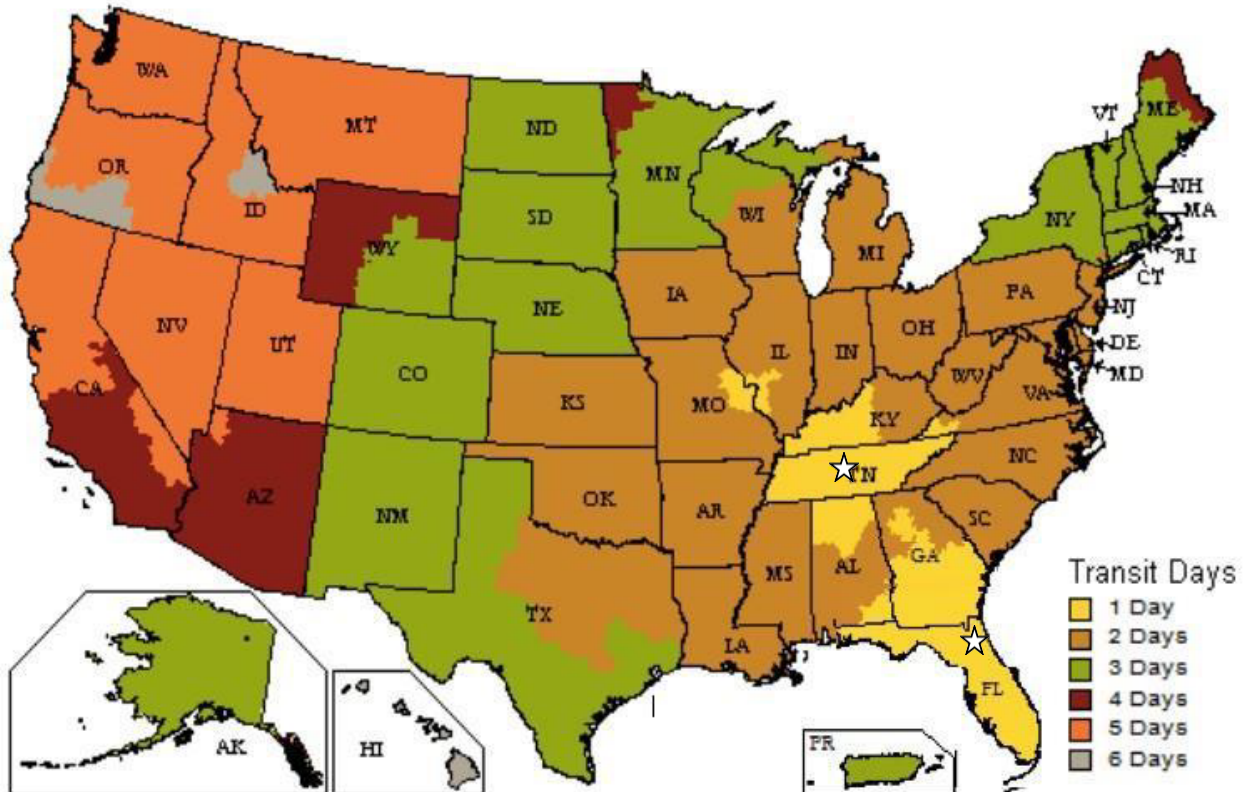 WA
MT
ND
MN
OR
ID
WY
SD
WI
MI
VT
ME
NH
MA
NY
RI
CT
NV
UT
CO
NE
IA
IL
IN
OH
PA
NJ
DE
MD
CA
KS
MO
KY
WV
VA
AZ
NM
OK
AR
TN
NC
SC
TX
LA
MS
AL
GA
FL
AK
HI
PR
Transit Days
1 Day
2 Days
3 Days
4 Days
5 Days
6 Days